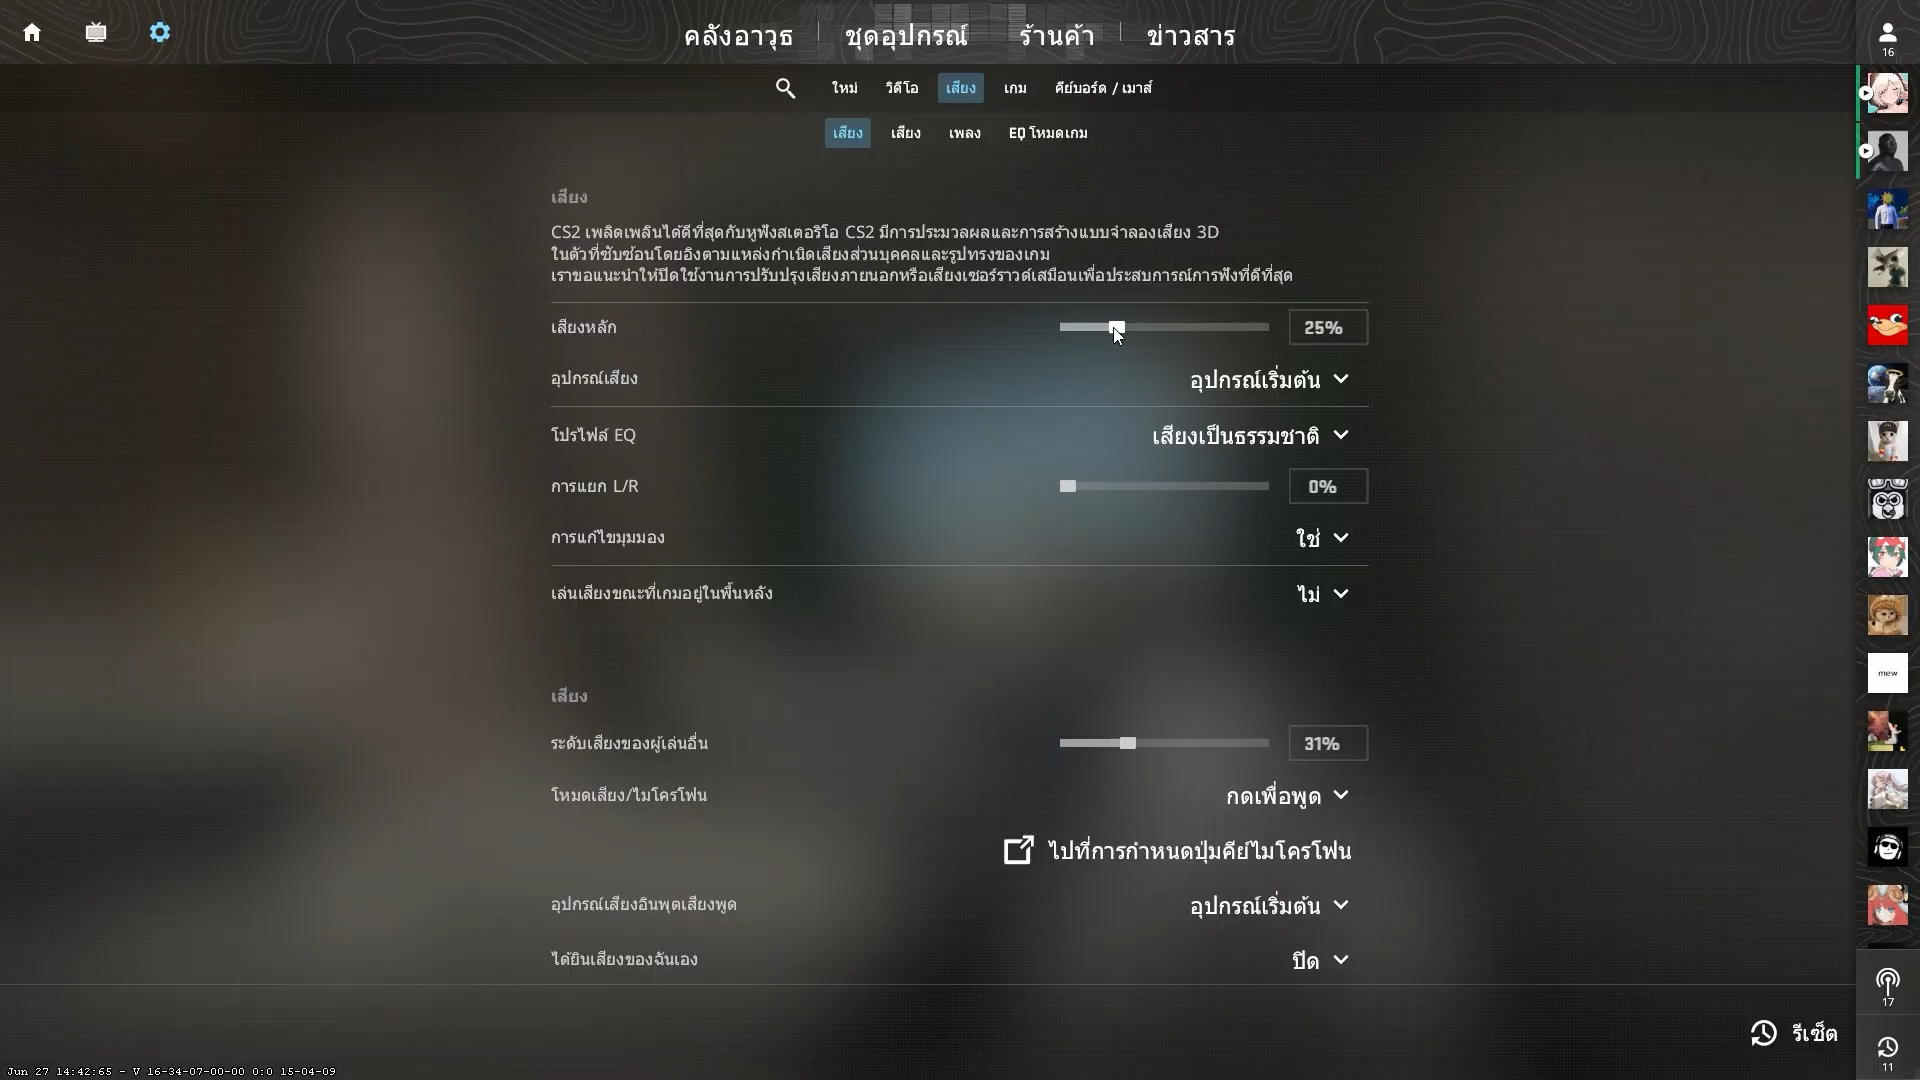 คลังอาวุธ
ชุดอุปกรณ์
ร้านค้า
ข่าวสาร
16
ใหม่
วิดีโอ
เสียง
เกม
คีย์บอร์ด / เมาส์
เสียง
เสียง
เพลง
EQ โหมดเกม
เสียง
CS2 เพลิดเพลินได้ดีที่สุดกับหูฟังสเตอริโอ CS2 มีการประมวลผลและการสร้างแบบจำลองเสียง 3D
ในตัวที่ซับซ้อนโดยอิงตามแหล่งกำเนิดเสียงส่วนบุคคลและรูปทรงของเกม
เราขอแนะนำให้ปิดใช้งานการปรับปรุงเสียงภายนอกหรือเสียงเซอร์ราวด์เสมือนเพื่อประสบการณ์การฟังที่ดีที่สุด
เสียงหลัก
25%
อุปกรณ์เสียง
อุปกรณ์เริ่มต้น
โปรไฟล์ EQ
เสียงเป็นธรรมชาติ
การแยก L/R
0%
การแก้ไขมุมมอง
ใช่
เล่นเสียงขณะที่เกมอยู่ในพื้นหลัง
ไม่
mew
เสียง
ระดับเสียงของผู้เล่นอื่น
31%
โหมดเสียง/ไมโครโฟน
กดเพื่อพูด
ไปที่การกำหนดปุ่มคีย์ไมโครโฟน
อุปกรณ์เสียงอินพุตเสียงพูด
อุปกรณ์เริ่มต้น
ได้ยินเสียงของฉันเอง
ปิด
17
รีเซ็ต
11
Jun 27 14:42:65 - V 16-34-07-00-00 0:0 15-04-09